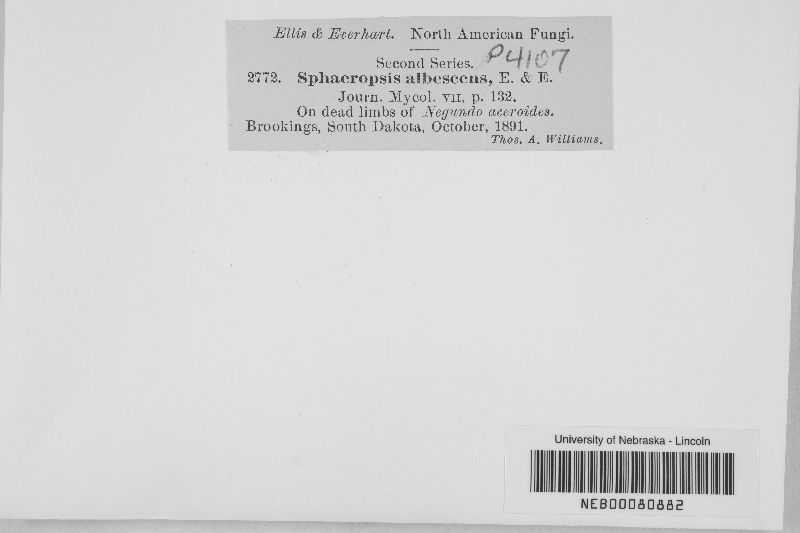 Ellis & Everhart. North American Fungi.
Second Series. P4107
2772. Sphaeropsis albescens, E. & E.
Journ. Mycol. VII, p. 132.
On dead limbs of Negundo aceroides.
Brookings, South Dakota, October, 1891.
Thos. A. Williams.
University of Nebraska - Lincoln
NEB00080882